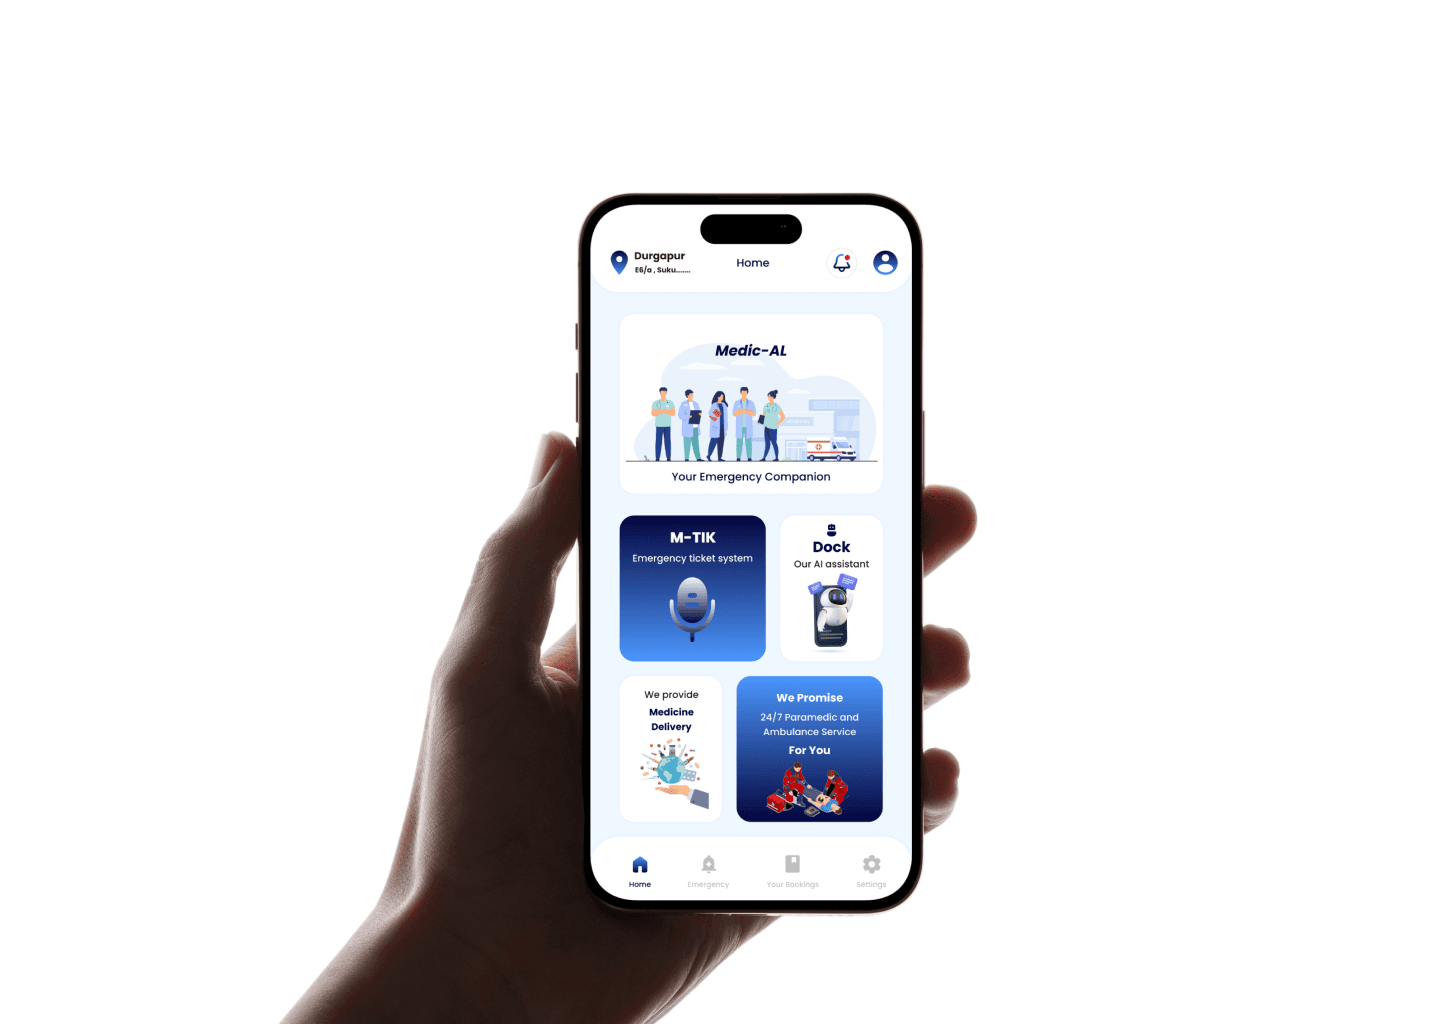 Durgapur
E6/a , Suku.......
Home
Medic-AL
Your Emergency Companion
M-TIK
Emergency ticket system
Dock
Our AI assistant
We provide
Medicine
Delivery
We Promise
24/7 Paramedic and
Ambulance Service
For You
Home
Emergency
Your Bookings
Settings